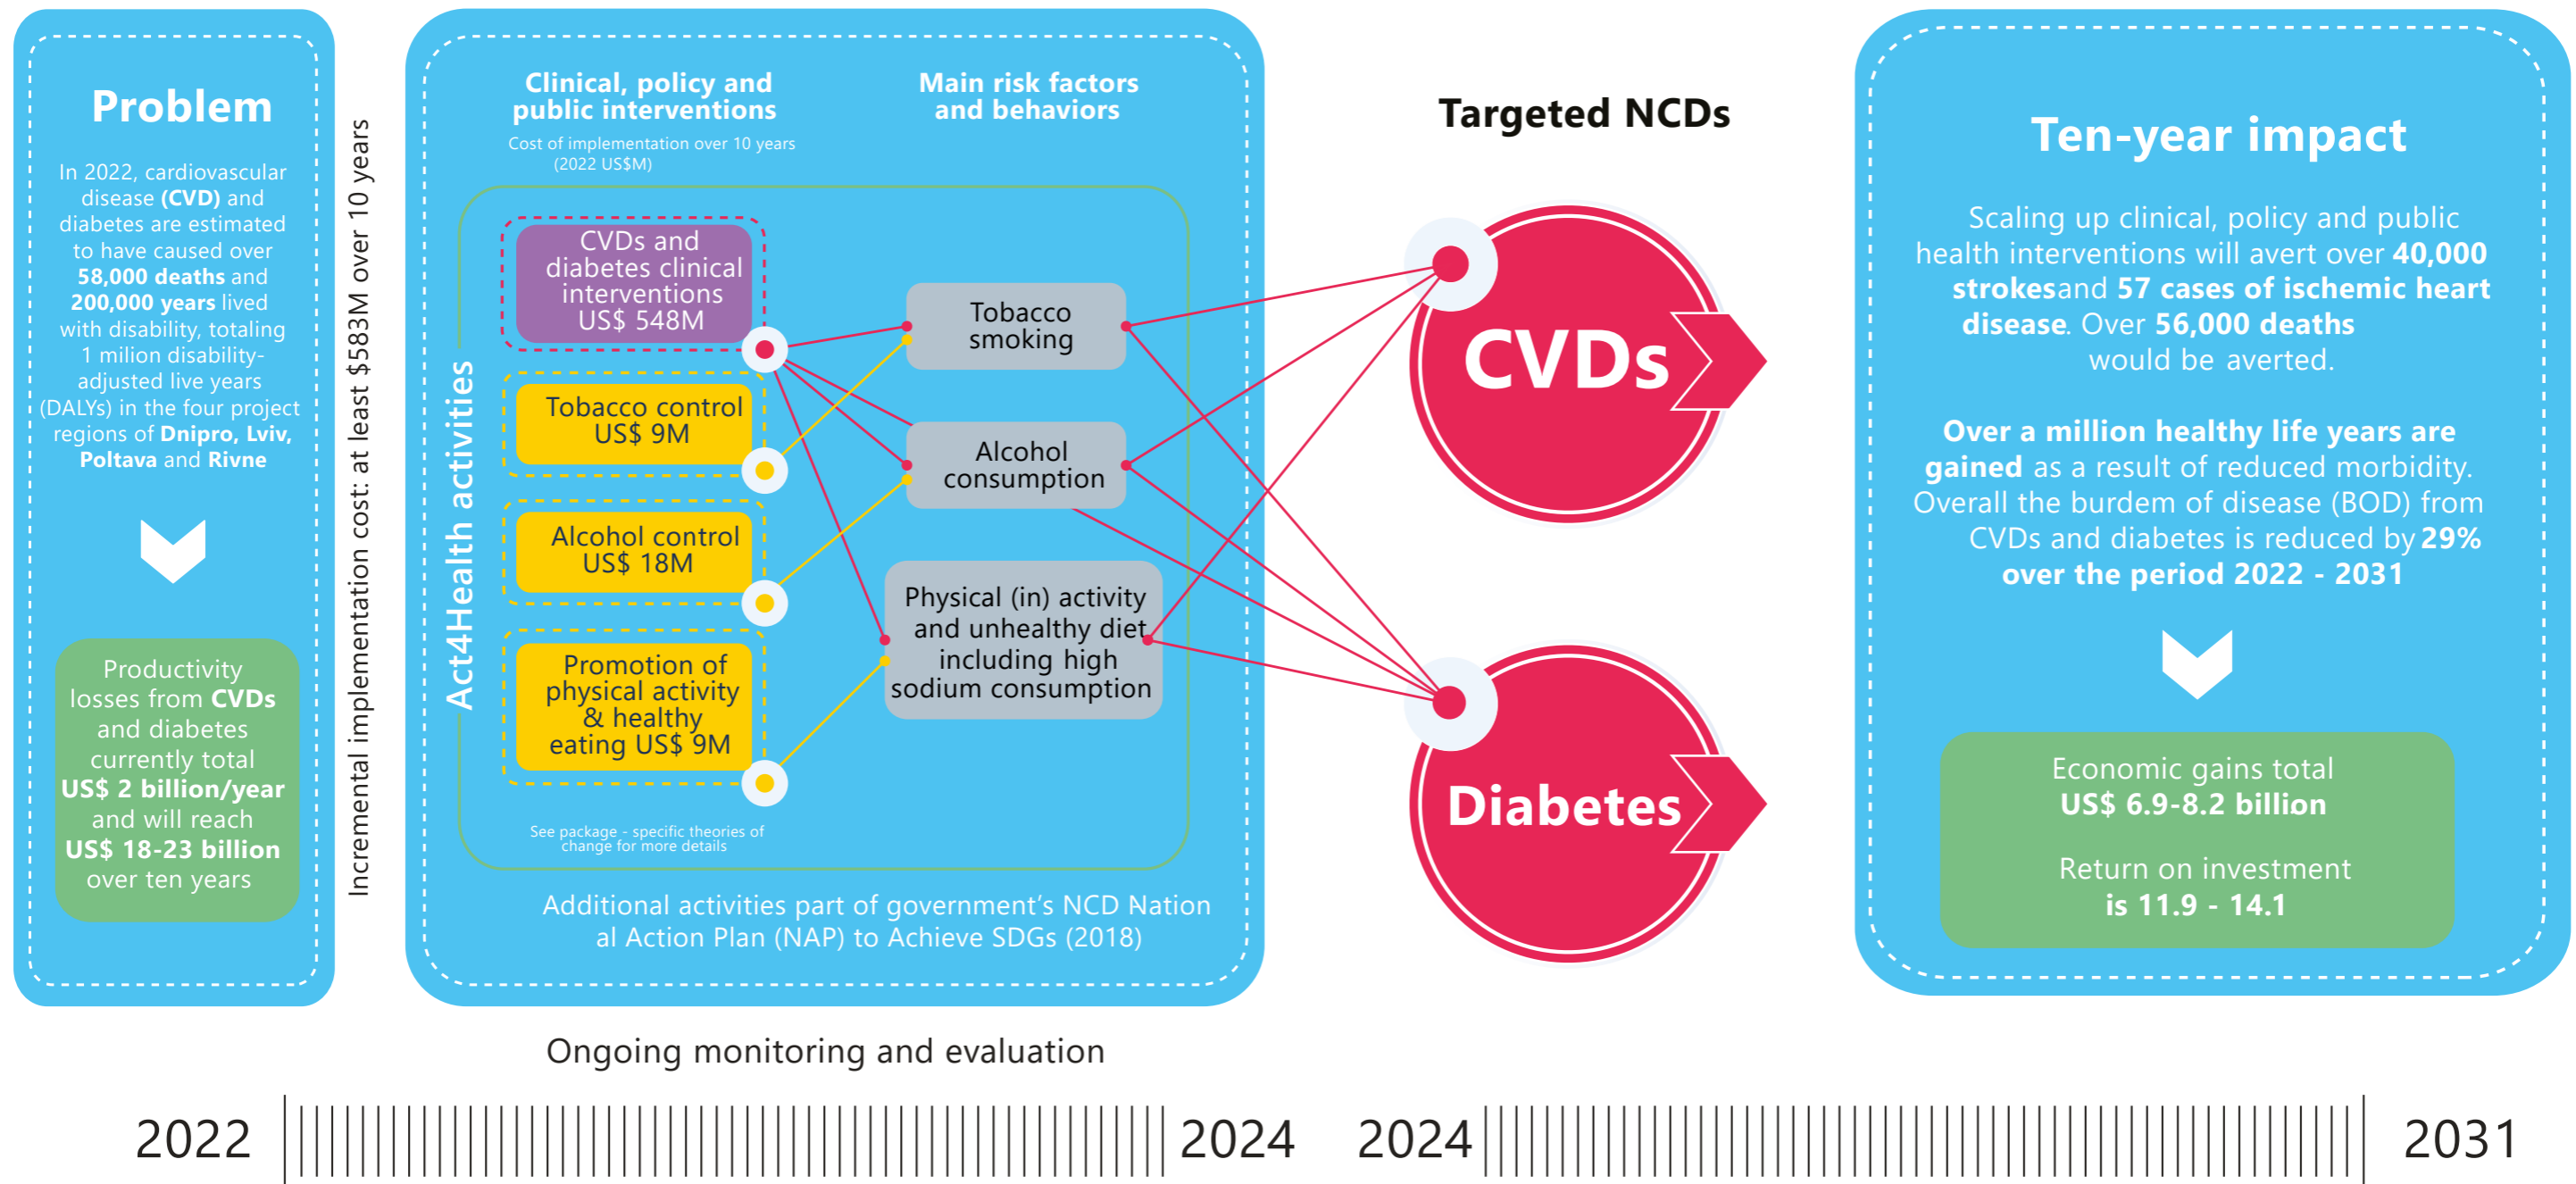 Problem
In 2022, cardiovascular
disease (CVD) and
diabetes are estimated
to have caused over
58,000 deaths and
200,000 years lived
with disability, totaling
1 milion disability-
adjusted live years
(DALYs) in the four project
regions of Dnipro, Lviv,
Poltava and Rivne
Productivity
losses from CVDs
and diabetes
currently total
US$ 2 billion/year
and will reach
US$ 18-23 billion
over ten years
Incremental implementation cost: at least $583M over 10 years
Clinical, policy and
public interventions
Cost of implementation over 10 years
(2022 US$M)
Main risk factors
and behaviors
Act4Health activities
CVDs and
diabetes clinical
interventions
US$ 548M
Tobacco control
US$ 9M
Alcohol control
US$ 18M
Promotion of
physical activity
& healthy
eating US$ 9M
See package - specific theories of
change for more details
Tobacco
smoking
Alcohol
consumption
Physical (in) activity
and unhealthy diet
including high
sodium consumption
Additional activities part of government's NCD Nation
al Action Plan (NAP) to Achieve SDGs (2018)
Targeted NCDs
CVDs
Diabetes
Ten-year impact
Scaling up clinical, policy and public
health interventions will avert over 40,000
strokesand 57 cases of ischemic heart
disease. Over 56,000 deaths
would be averted.
Over a million healthy life years are
gained as a result of reduced morbidity.
Overall the burdem of disease (BOD) from
CVDs and diabetes is reduced by 29%
over the period 2022 - 2031
Economic gains total
US$ 6.9-8.2 billion
Return on investment
is 11.9 - 14.1
Ongoing monitoring and evaluation
2022
2024
2024
2031